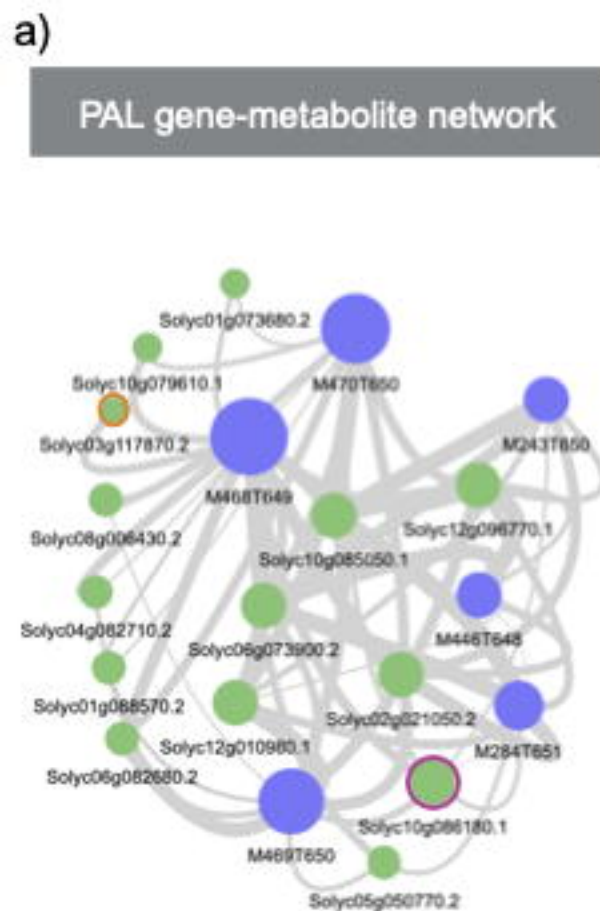 a)
PAL gene-metabolite network
Solyc01g073680.2
M470T650
Solyc10g079610.1
M243T650
Solyc03g117870.2
M468T649
Solyc12g096770.1
Solyc08g006430.2
Solyc10g085050.1
Solyc04g082710.2
M446T648
Solyc06g073900.2
Solyc01g088570.2
Solyc02g021050.2
Solyc12g010980.1
M284T651
Solyc06g082680.2
Solyc10g086180.1
M469T650
Solyc05g050770.2